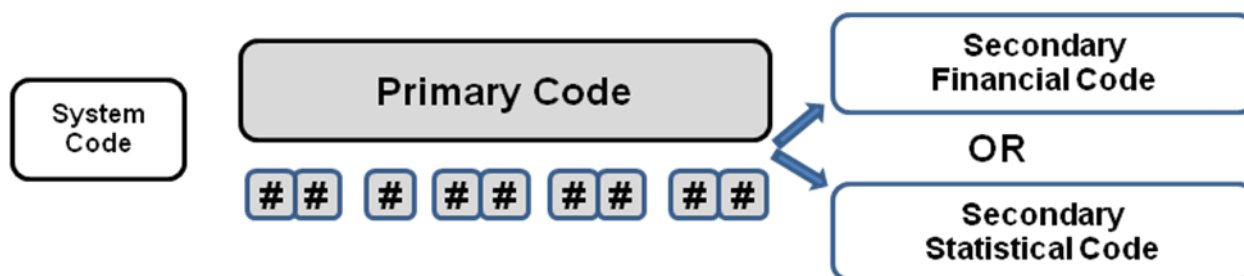 System
Code
Primary Code
## # ## ## ##
Secondary
Financial Code
OR
Secondary
Statistical Code